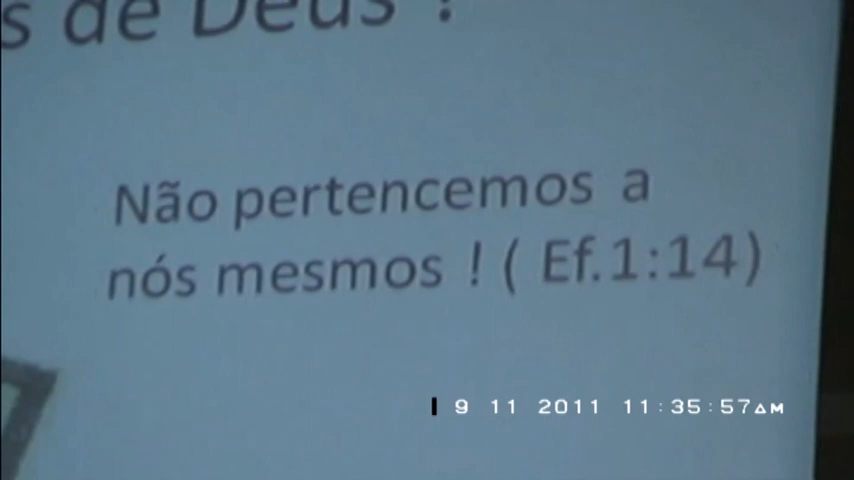 s de Deus !
Não pertencemos a
nós mesmos ! ( Ef.1:14)
9 11 2011 11:35:57AM